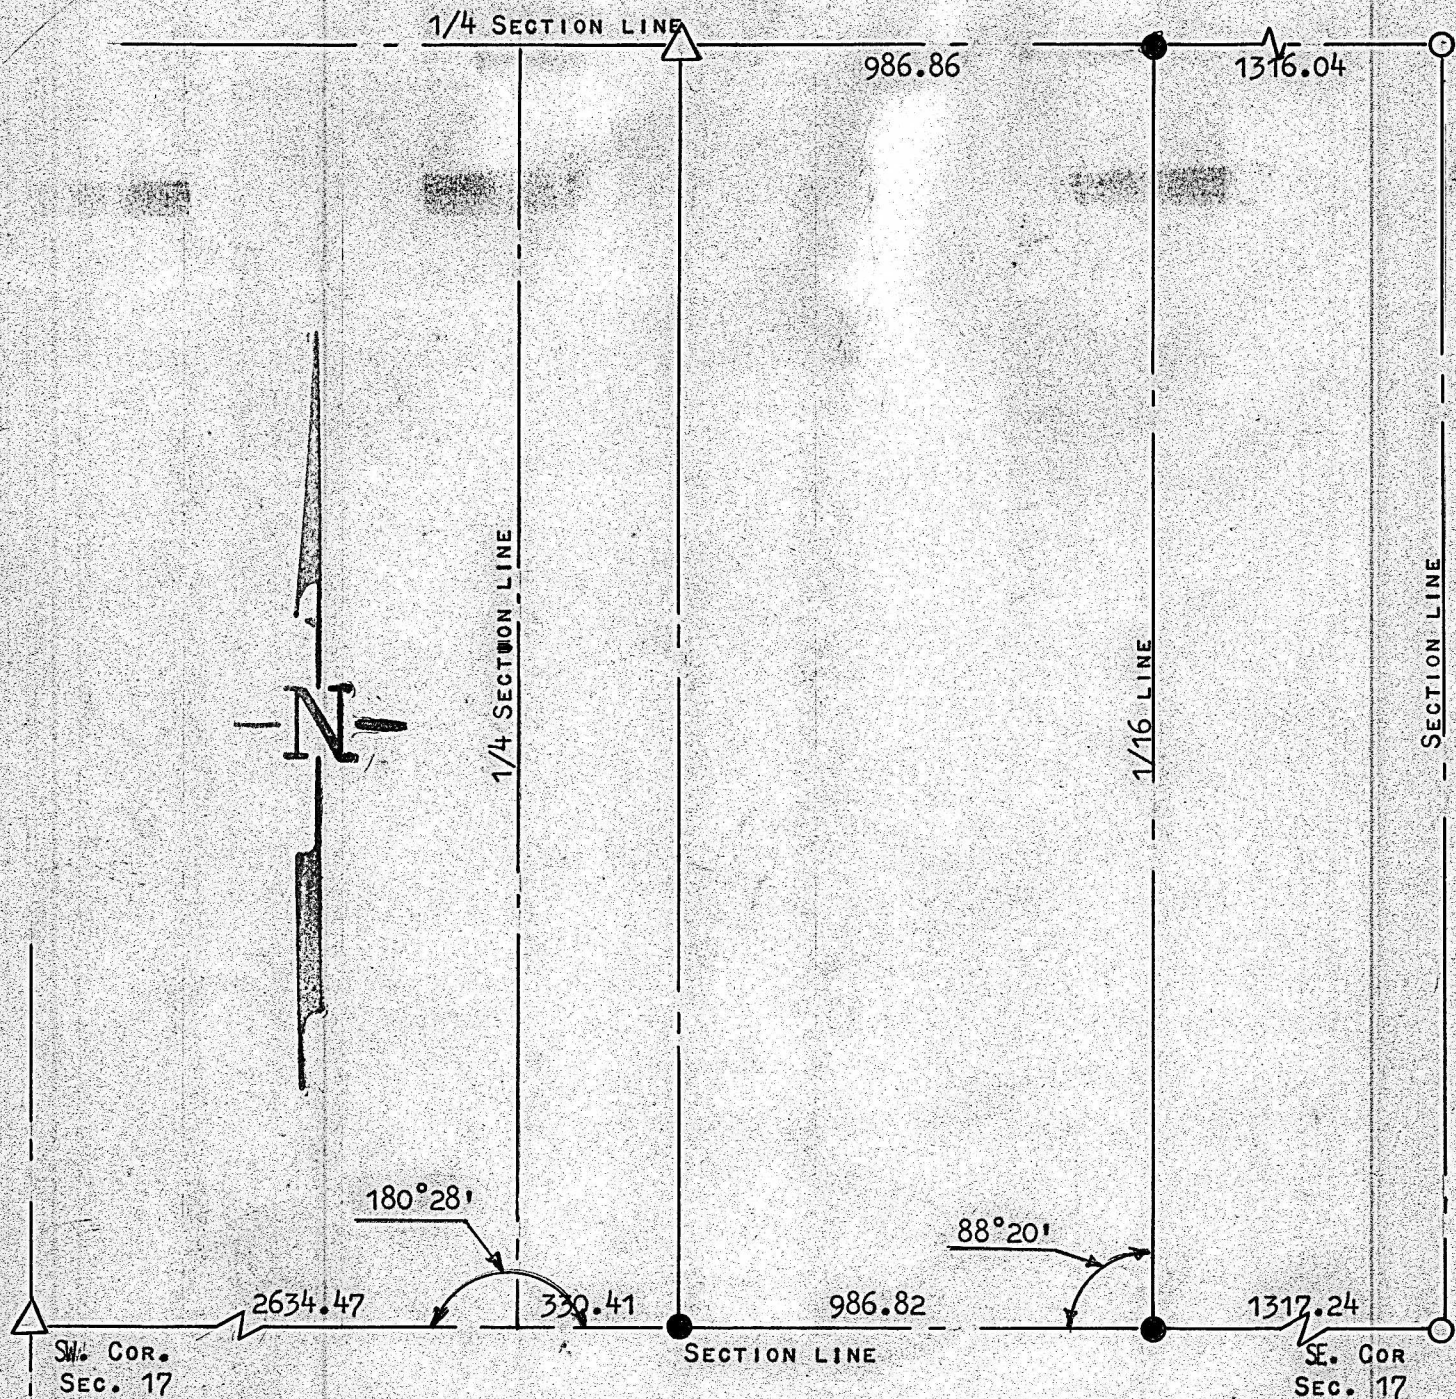 1/4 SECTION LINE
986.86
1316.04
1/4 SECTION LINE
1/16 LINE
SECTION LINE
N
180°28'
88°20'
2634.47
330.41
986.82
1317.24
SW. COR.
SEC. 17
SECTION LINE
SE. COR
SEC. 17